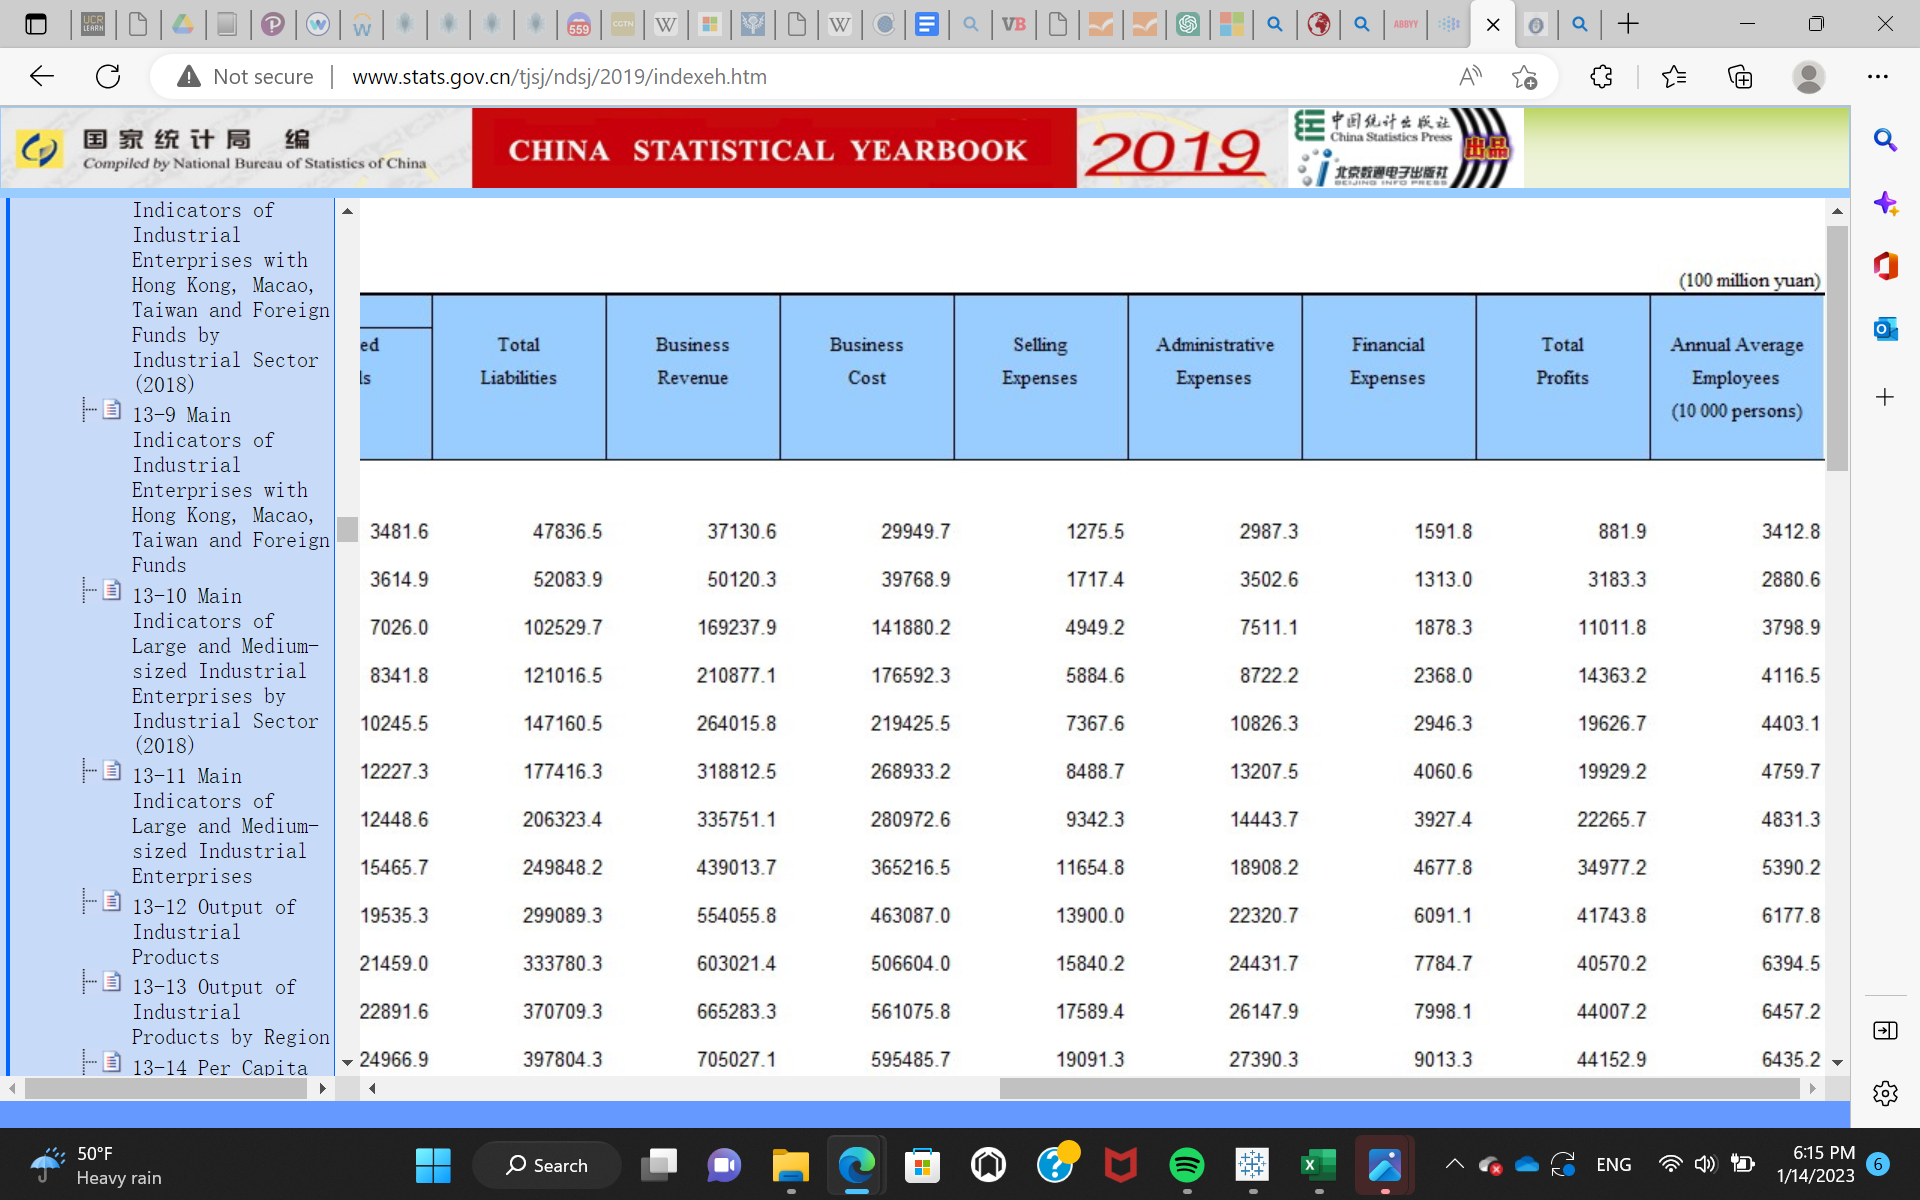 UCR
LEARN
559
CGTN
W
W
VB
ABBYY
Not secure
www.stats.gov.cn/tjsj/ndsj/2019/indexeh.htm
国家统计局 编
Compiled by National Bureau of Statistics of China
CHINA STATISTICAL YEARBOOK
2019
中国统计出版社
China Statistics Press
北京数通电子出版社
BEIJING INFO PRESS
出品
Indicators of
Industrial
Enterprises with
Hong Kong, Macao,
Taiwan and Foreign
Funds by
Industrial Sector
(2018)
13-9 Main
Indicators of
Industrial
Enterprises with
Hong Kong, Macao,
Taiwan and Foreign
Funds
13-10 Main
Indicators of
Large and Medium-
sized Industrial
Enterprises by
Industrial Sector
(2018)
13-11 Main
Indicators of
Large and Medium-
sized Industrial
Enterprises
13-12 Output of
Industrial
Products
13-13 Output of
Industrial
Products by Region
13-14 Per Capita
(100 million yuan)
ed Total Business Business Selling Administrative Financial Total Annual Average
ls Liabilities Revenue Cost Expenses Expenses Expenses Profits Employees
(10 000 persons)
3481.6 47836.5 37130.6 29949.7 1275.5 2987.3 1591.8 881.9 3412.8
3614.9 52083.9 50120.3 39768.9 1717.4 3502.6 1313.0 3183.3 2880.6
7026.0 102529.7 169237.9 141880.2 4949.2 7511.1 1878.3 11011.8 3798.9
8341.8 121016.5 210877.1 176592.3 5884.6 8722.2 2368.0 14363.2 4116.5
10245.5 147160.5 264015.8 219425.5 7367.6 10826.3 2946.3 19626.7 4403.1
12227.3 177416.3 318812.5 268933.2 8488.7 13207.5 4060.6 19929.2 4759.7
12448.6 206323.4 335751.1 280972.6 9342.3 14443.7 3927.4 22265.7 4831.3
15465.7 249848.2 439013.7 365216.5 11654.8 18908.2 4677.8 34977.2 5390.2
19535.3 299089.3 554055.8 463087.0 13900.0 22320.7 6091.1 41743.8 6177.8
21459.0 333780.3 603021.4 506604.0 15840.2 24431.7 7784.7 40570.2 6394.5
22891.6 370709.3 665283.3 561075.8 17589.4 26147.9 7998.1 44007.2 6457.2
24966.9 397804.3 705027.1 595485.7 19091.3 27390.3 9013.3 44152.9 6435.2
50°F
Heavy rain
Search
ENG
6:15 PM
1/14/2023
6